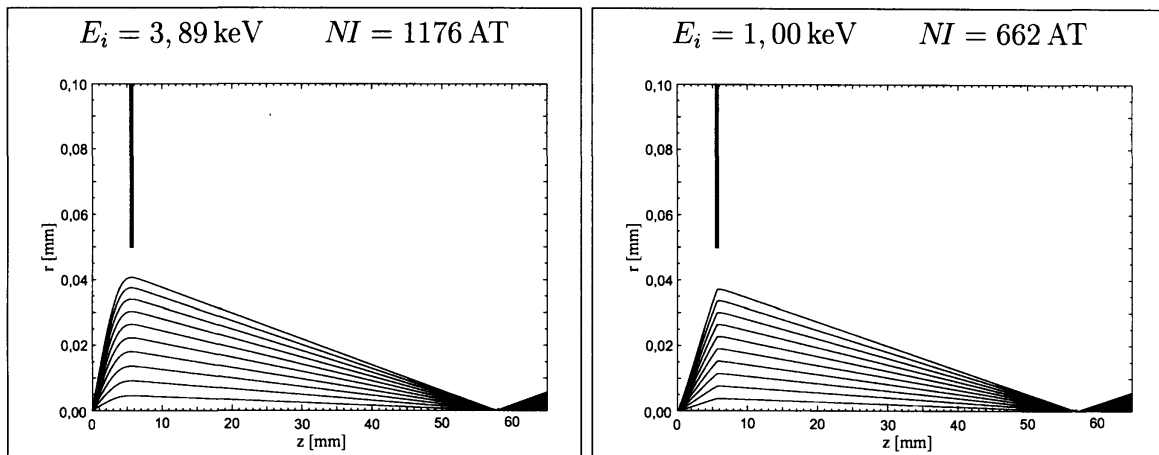 E_i = 3,89 keV NI = 1176 AT
0,10
0,08
0,06
0,04
0,02
0,00
r [mm]
0 10 20 30 40 50 60
z [mm]
E_i = 1,00 keV NI = 662 AT
0,10
0,08
0,06
0,04
0,02
0,00
r [mm]
0 10 20 30 40 50 60
z [mm]